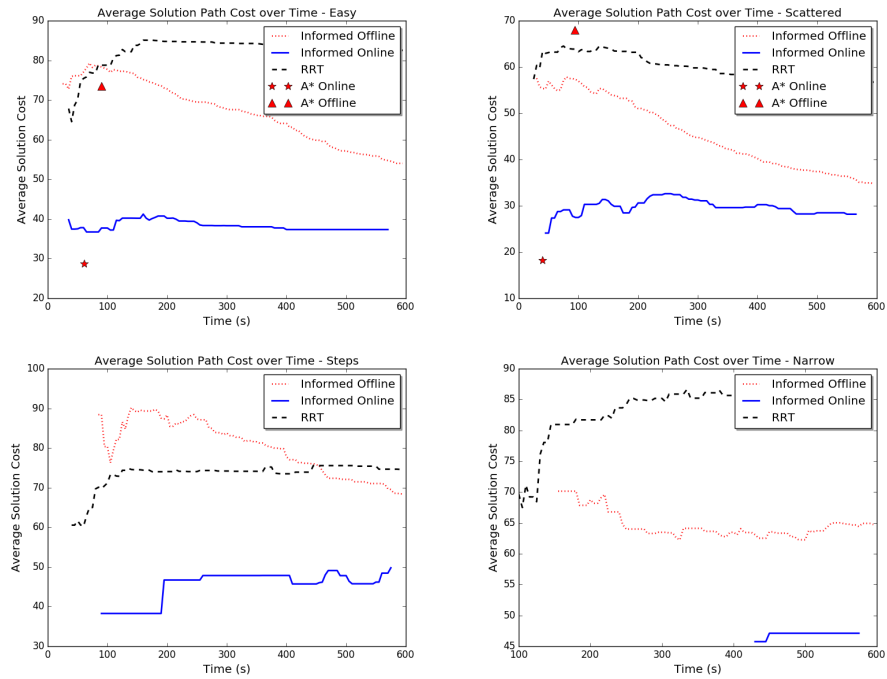 Average Solution Path Cost over Time - Easy
90
80
70
60
50
40
30
20
Average Solution Cost
0 100 200 300 400 500 600
Time (s)
Informed Offline
Informed Online
RRT
A* Online
A* Offline
Average Solution Path Cost over Time - Scattered
70
60
50
40
30
20
10
Average Solution Cost
0 100 200 300 400 500 600
Time (s)
Informed Offline
Informed Online
RRT
A* Online
A* Offline
Average Solution Path Cost over Time - Steps
100
90
80
70
60
50
40
30
Average Solution Cost
0 100 200 300 400 500 600
Time (s)
Informed Offline
Informed Online
RRT
Average Solution Path Cost over Time - Narrow
90
85
80
75
70
65
60
55
50
45
Average Solution Cost
100 200 300 400 500 600
Time (s)
Informed Offline
Informed Online
RRT